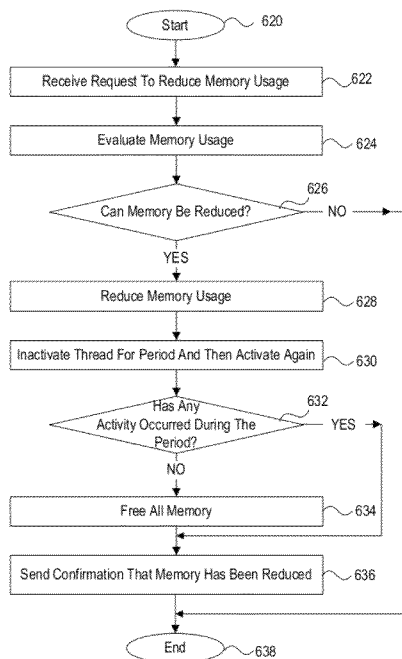 Start
620
Receive Request To Reduce Memory Usage
622
Evaluate Memory Usage
624
626
Can Memory Be Reduced?
NO
YES
Reduce Memory Usage
628
Inactivate Thread For Period And Then Activate Again
630
632
Has Any
Activity Occurred During The
Period?
YES
NO
Free All Memory
634
Send Confirmation That Memory Has Been Reduced
636
End
638